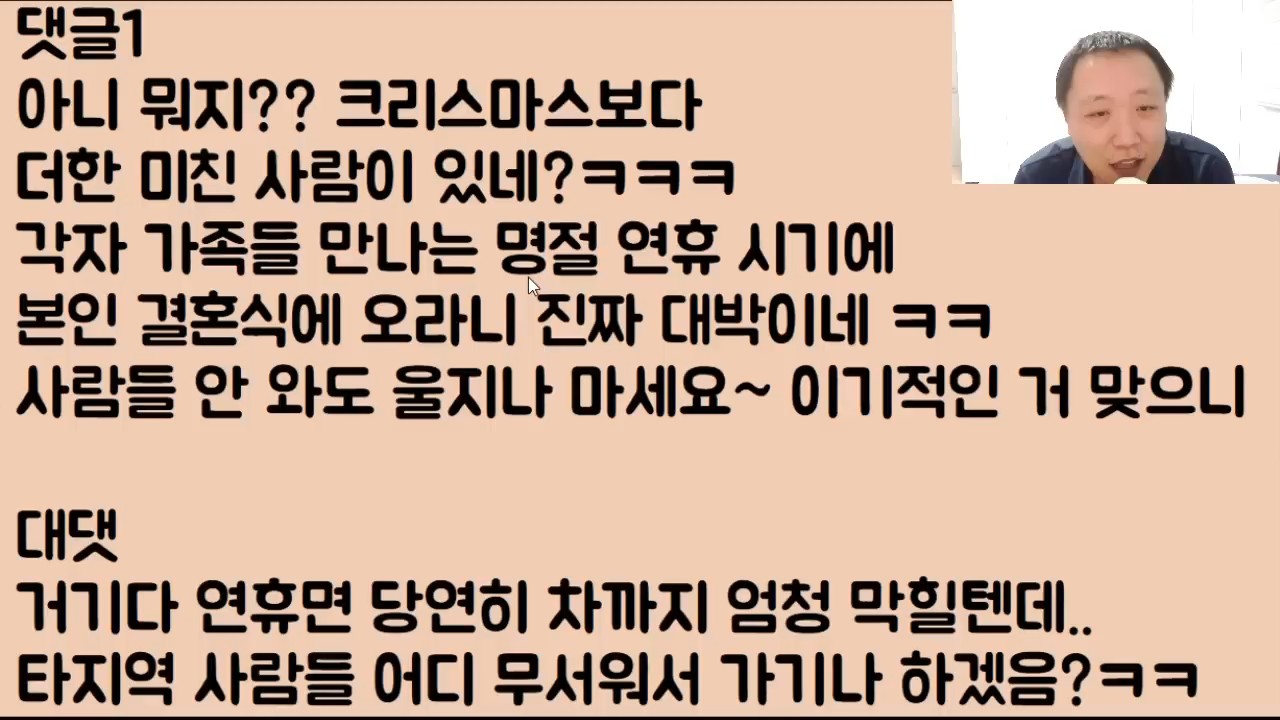 댓글1
아니 뭐지?? 크리스마스보다
더한 미친 사람이 있네?ㅋㅋㅋ
각자 가족들 만나는 명절 연휴 시기에
본인 결혼식에 오라니 진짜 대박이네 ㅋㅋ
사람들 안 와도 울지나 마세요~ 이기적인 거 맞으니
대댓
거기다 연휴면 당연히 차까지 엄청 막힐텐데..
타지역 사람들 어디 무서워서 가기나 하겠음?ㅋㅋ